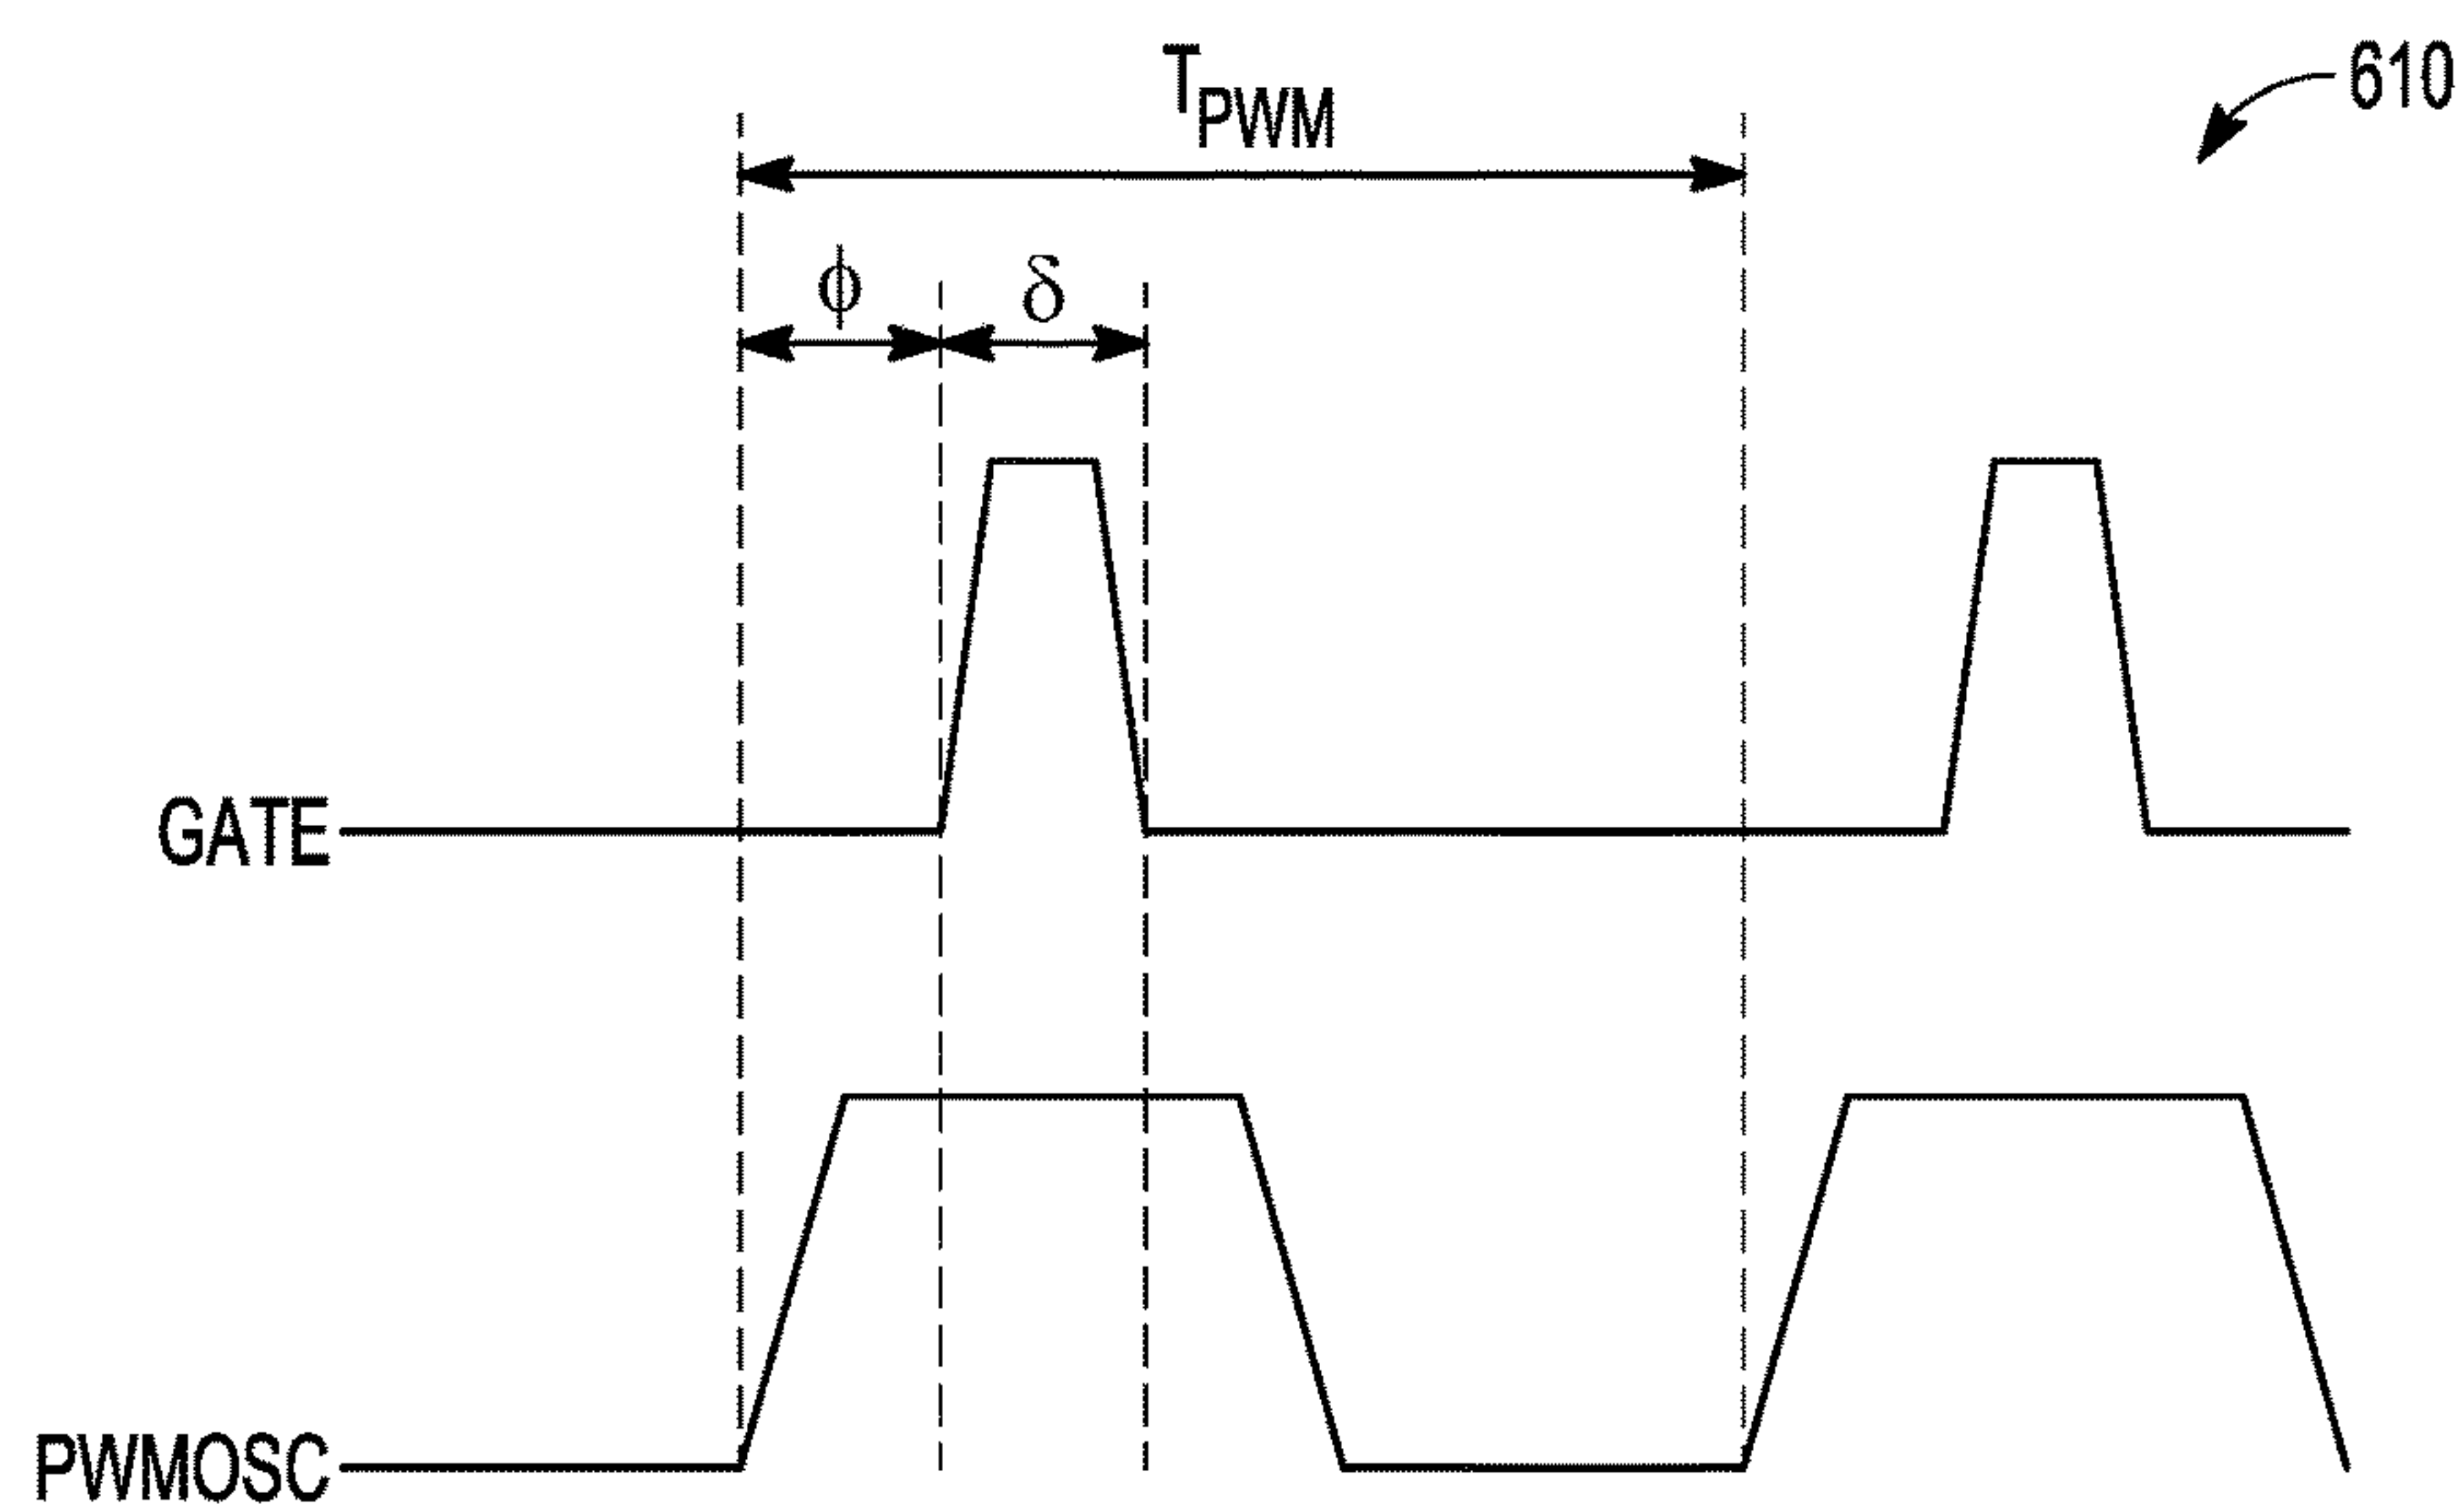 T_PWM
610
ϕ
δ
GATE
PWMOSC